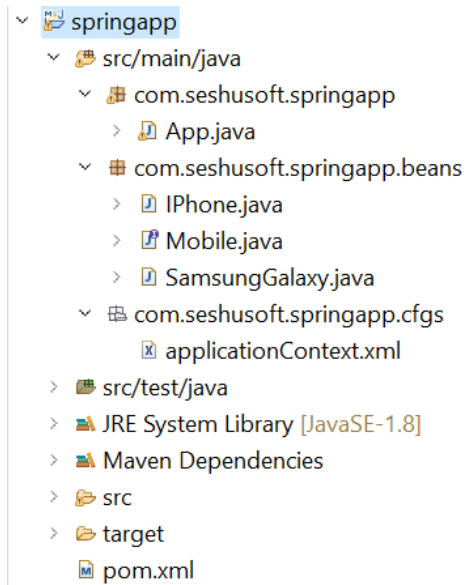 springapp
src/main/java
com.seshusoft.springapp
App.java
com.seshusoft.springapp.beans
IPhone.java
Mobile.java
SamsungGalaxy.java
com.seshusoft.springapp.cfgs
applicationContext.xml
src/test/java
JRE System Library [JavaSE-1.8]
Maven Dependencies
src
target
pom.xml